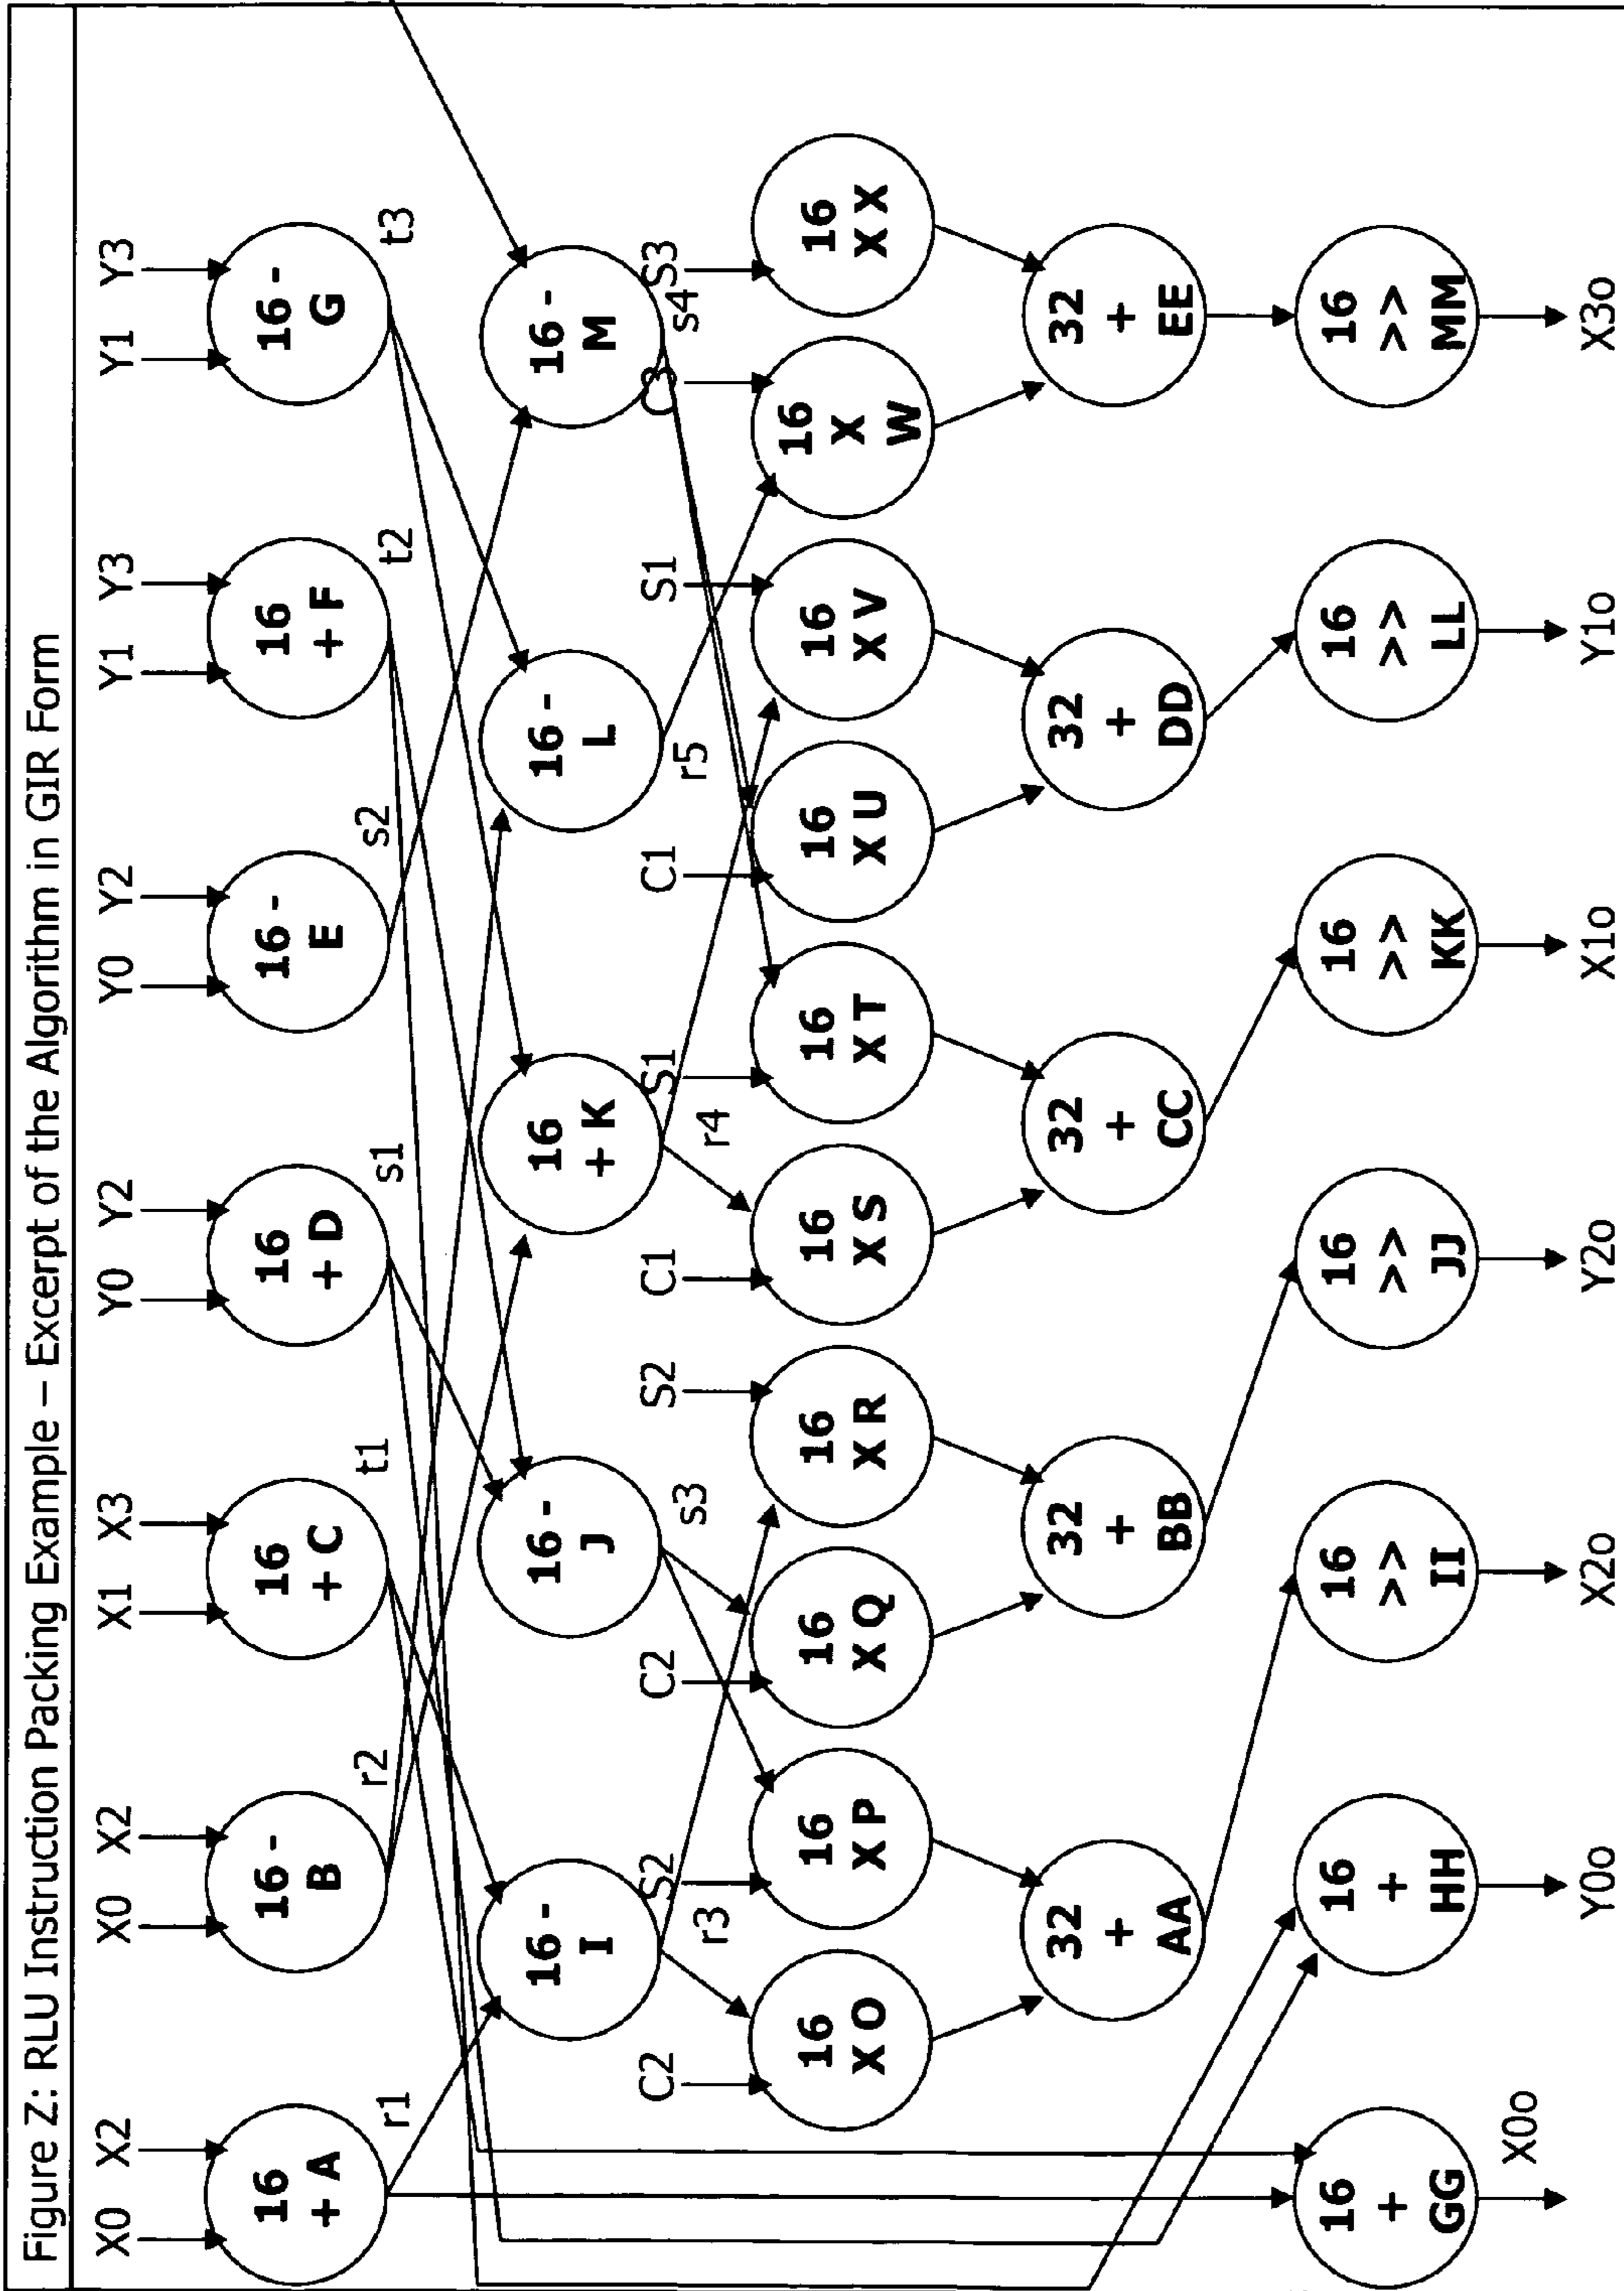 Figure Z: RLU Instruction Packing Example – Excerpt of the Algorithm in GIR Form
X0 X2 X0 X2 X1 X3 Y0 Y2 Y0 Y2 Y1 Y3 Y1 Y3
16 + A
16 - B
16 + C
16 + D
16 - E
16 + F
16 - G
r1 r2 t1 s1 s2 t2 t3
16 - I
16 - J
16 + K
16 - L
16 - M
r3 s3 r4 r5 s4
C2 S2 C2 S2 C1 S1 C1 S1 C3 S3
16 X O
16 X P
16 X Q
16 X R
16 X S
16 X T
16 X U
16 X V
16 X W
16 X X
32 + AA
32 + BB
32 + CC
32 + DD
32 + EE
16 + GG
16 + HH
16 >> II
16 >> JJ
16 >> KK
16 >> LL
16 >> MM
X0o Y0o X2o Y2o X1o Y1o X3o